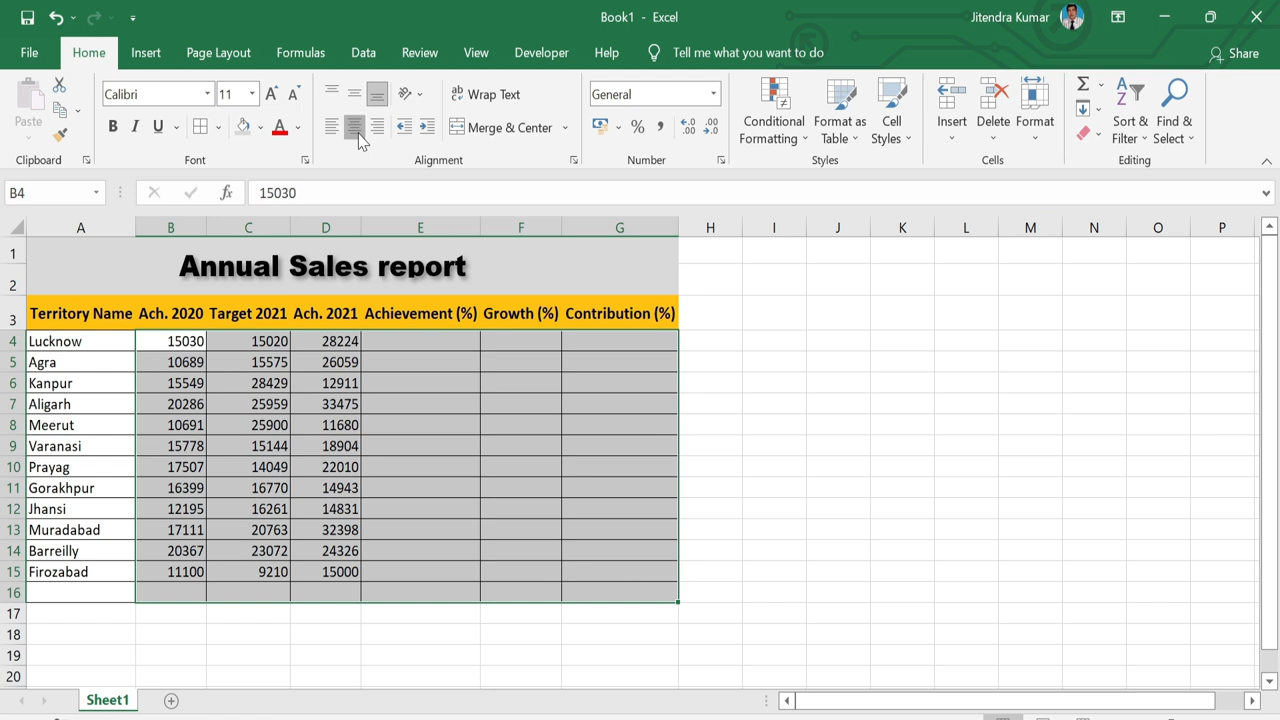 Book1 - Excel
Jitendra Kumar
File Home Insert Page Layout Formulas Data Review View Developer Help Tell me what you want to do Share
Paste
Calibri 11
B I U A
Wrap Text
Merge & Center
General
% ,
Conditional Formatting
Format as Table
Cell Styles
Insert Delete Format
Sort & Filter
Find & Select
Clipboard Font Alignment Number Styles Cells Editing
B4 fx 15030
A B C D E F G H I J K L M N O P
1 Annual Sales report
2
3 Territory Name Ach. 2020 Target 2021 Ach. 2021 Achievement (%) Growth (%) Contribution (%)
4 Lucknow 15030 15020 28224
5 Agra 10689 15575 26059
6 Kanpur 15549 28429 12911
7 Aligarh 20286 25959 33475
8 Meerut 10691 25900 11680
9 Varanasi 15778 15144 18904
10 Prayag 17507 14049 22010
11 Gorakhpur 16399 16770 14943
12 Jhansi 12195 16261 14831
13 Muradabad 17111 20763 32398
14 Barreilly 20367 23072 24326
15 Firozabad 11100 9210 15000
16
17
18
19
20
Sheet1